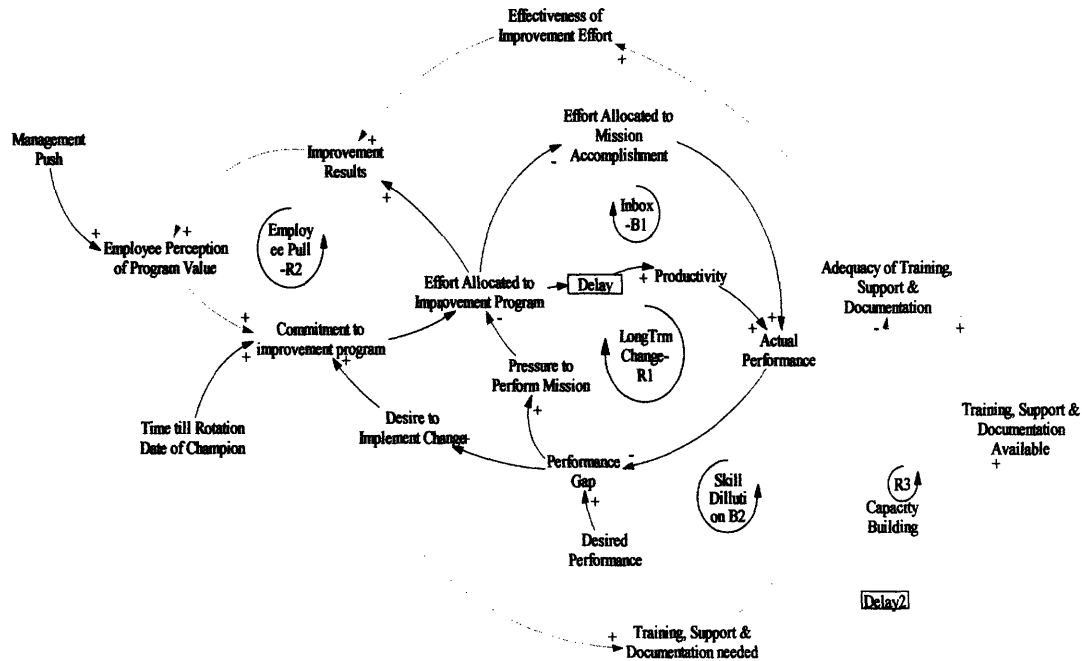 Effectiveness of
Improvement Effort
+
Effort Allocated to
Mission
Accomplishment
-
Management
Push
+
Improvement
Results
+
Inbox
-B1
+
+
Employee Perception
of Program Value
Employ
ee Pull
-R2
Effort Allocated to
Improvement Program
-
Delay
+
Productivity
Adequacy of Training,
Support &
Documentation
-
+
+
Commitment to
improvement program
+
+
LongTrm
Change-
R1
+
+
Actual
Performance
Pressure to
Perform Mission
+
Time till Rotation
Date of Champion
Desire to
Implement Change
-
Training, Support &
Documentation
Available
+
Performance
Gap
-
+
Skill
Dilluti
on B2
R3
Capacity
Building
Desired
Performance
Delay2
+
Training, Support &
Documentation needed